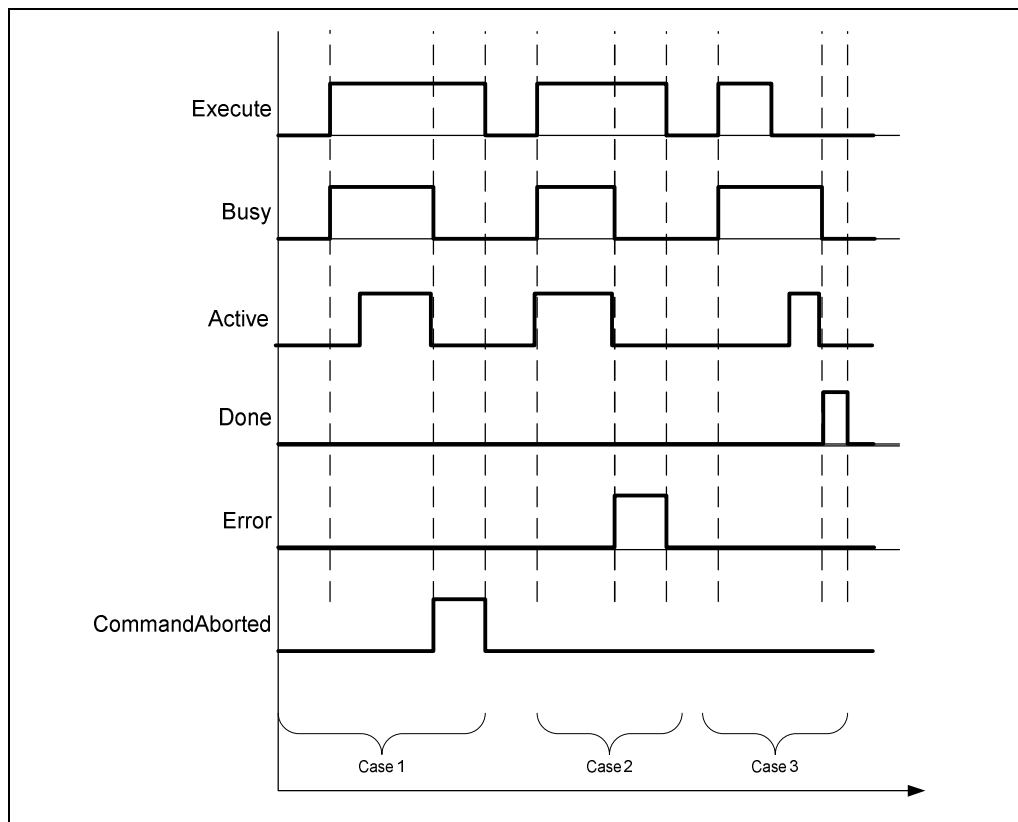 Execute
Busy
Active
Done
Error
CommandAborted
Case 1
Case 2
Case 3